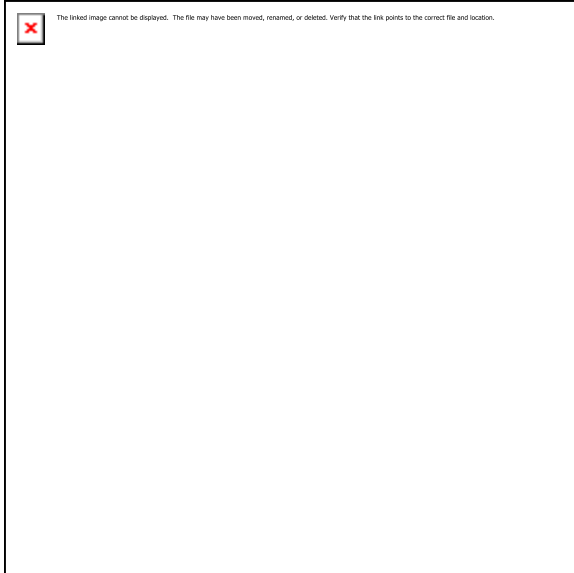 The linked image cannot be displayed.  The file may have been moved, renamed, or deleted. Verify that the link points to the correct file and location.